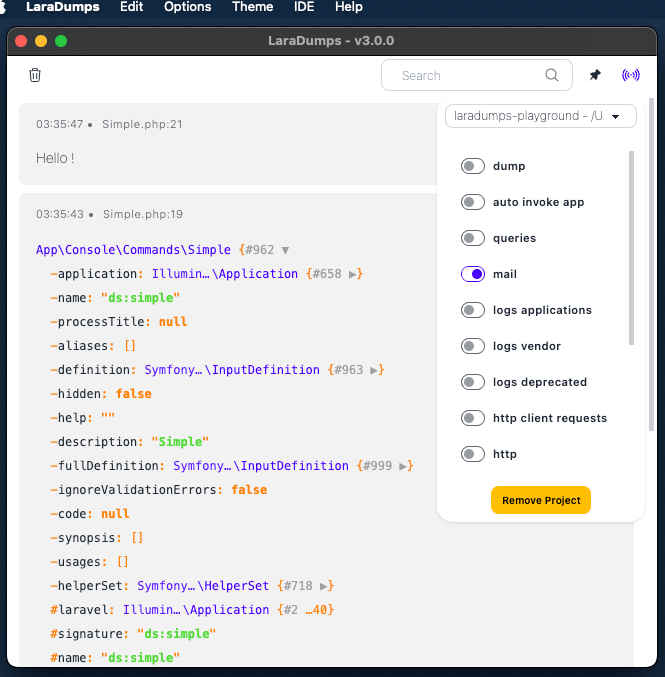 LaraDumps Edit Options Theme IDE Help
LaraDumps - v3.0.0
Search
laradumps-playground - /U
dump
auto invoke app
queries
mail
logs applications
logs vendor
logs deprecated
http client requests
http
Remove Project
03:35:47 • Simple.php:21
Hello !
03:35:43 • Simple.php:19
App\Console\Commands\Simple {#962 ▼
-application: Illumin…\Application {#658 ▶}
-name: "ds:simple"
-processTitle: null
-aliases: []
-definition: Symfony…\InputDefinition {#963 ▶}
-hidden: false
-help: ""
-description: "Simple"
-fullDefinition: Symfony…\InputDefinition {#999 ▶}
-ignoreValidationErrors: false
-code: null
-synopsis: []
-usages: []
-helperSet: Symfony…\HelperSet {#718 ▶}
#laravel: Illumin…\Application {#2 …40}
#signature: "ds:simple"
#name: "ds:simple"